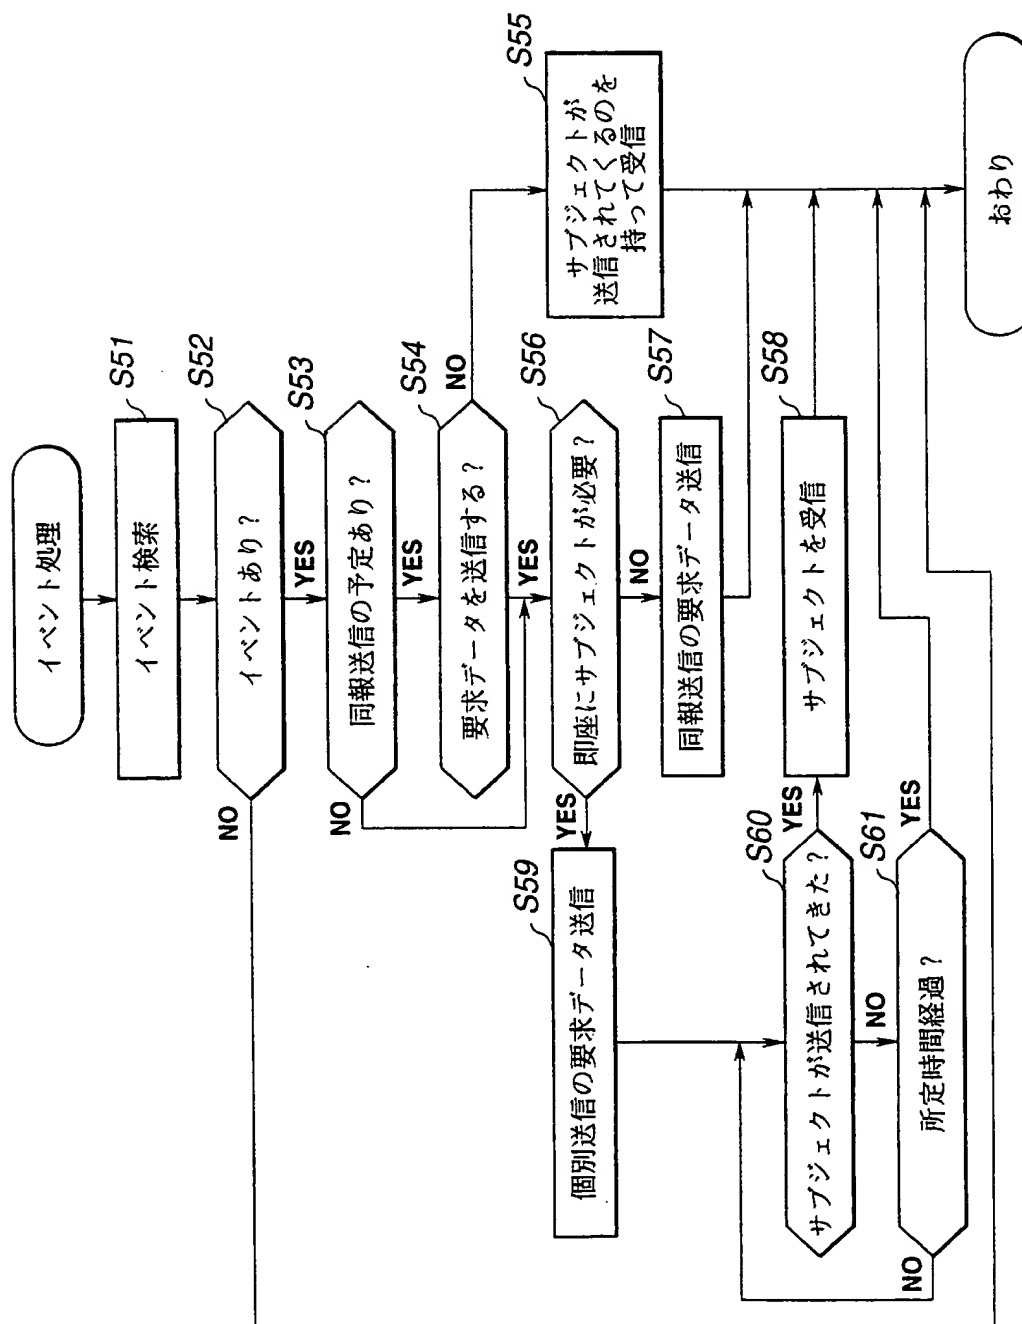 イベント処理
S51
イベント検索
S52
イベントあり?
NO
YES
S53
同報送信の予定あり?
NO
YES
S54
要求データを送信する?
NO
YES
S55
サブジェクトが
送信されてくるのを
持って受信
S56
即座にサブジェクトが必要?
YES
NO
S57
同報送信の要求データ送信
S59
個別送信の要求データ送信
S60
サブジェクトが送信されてきた?
YES
NO
S58
サブジェクトを受信
S61
所定時間経過?
YES
NO
おわり